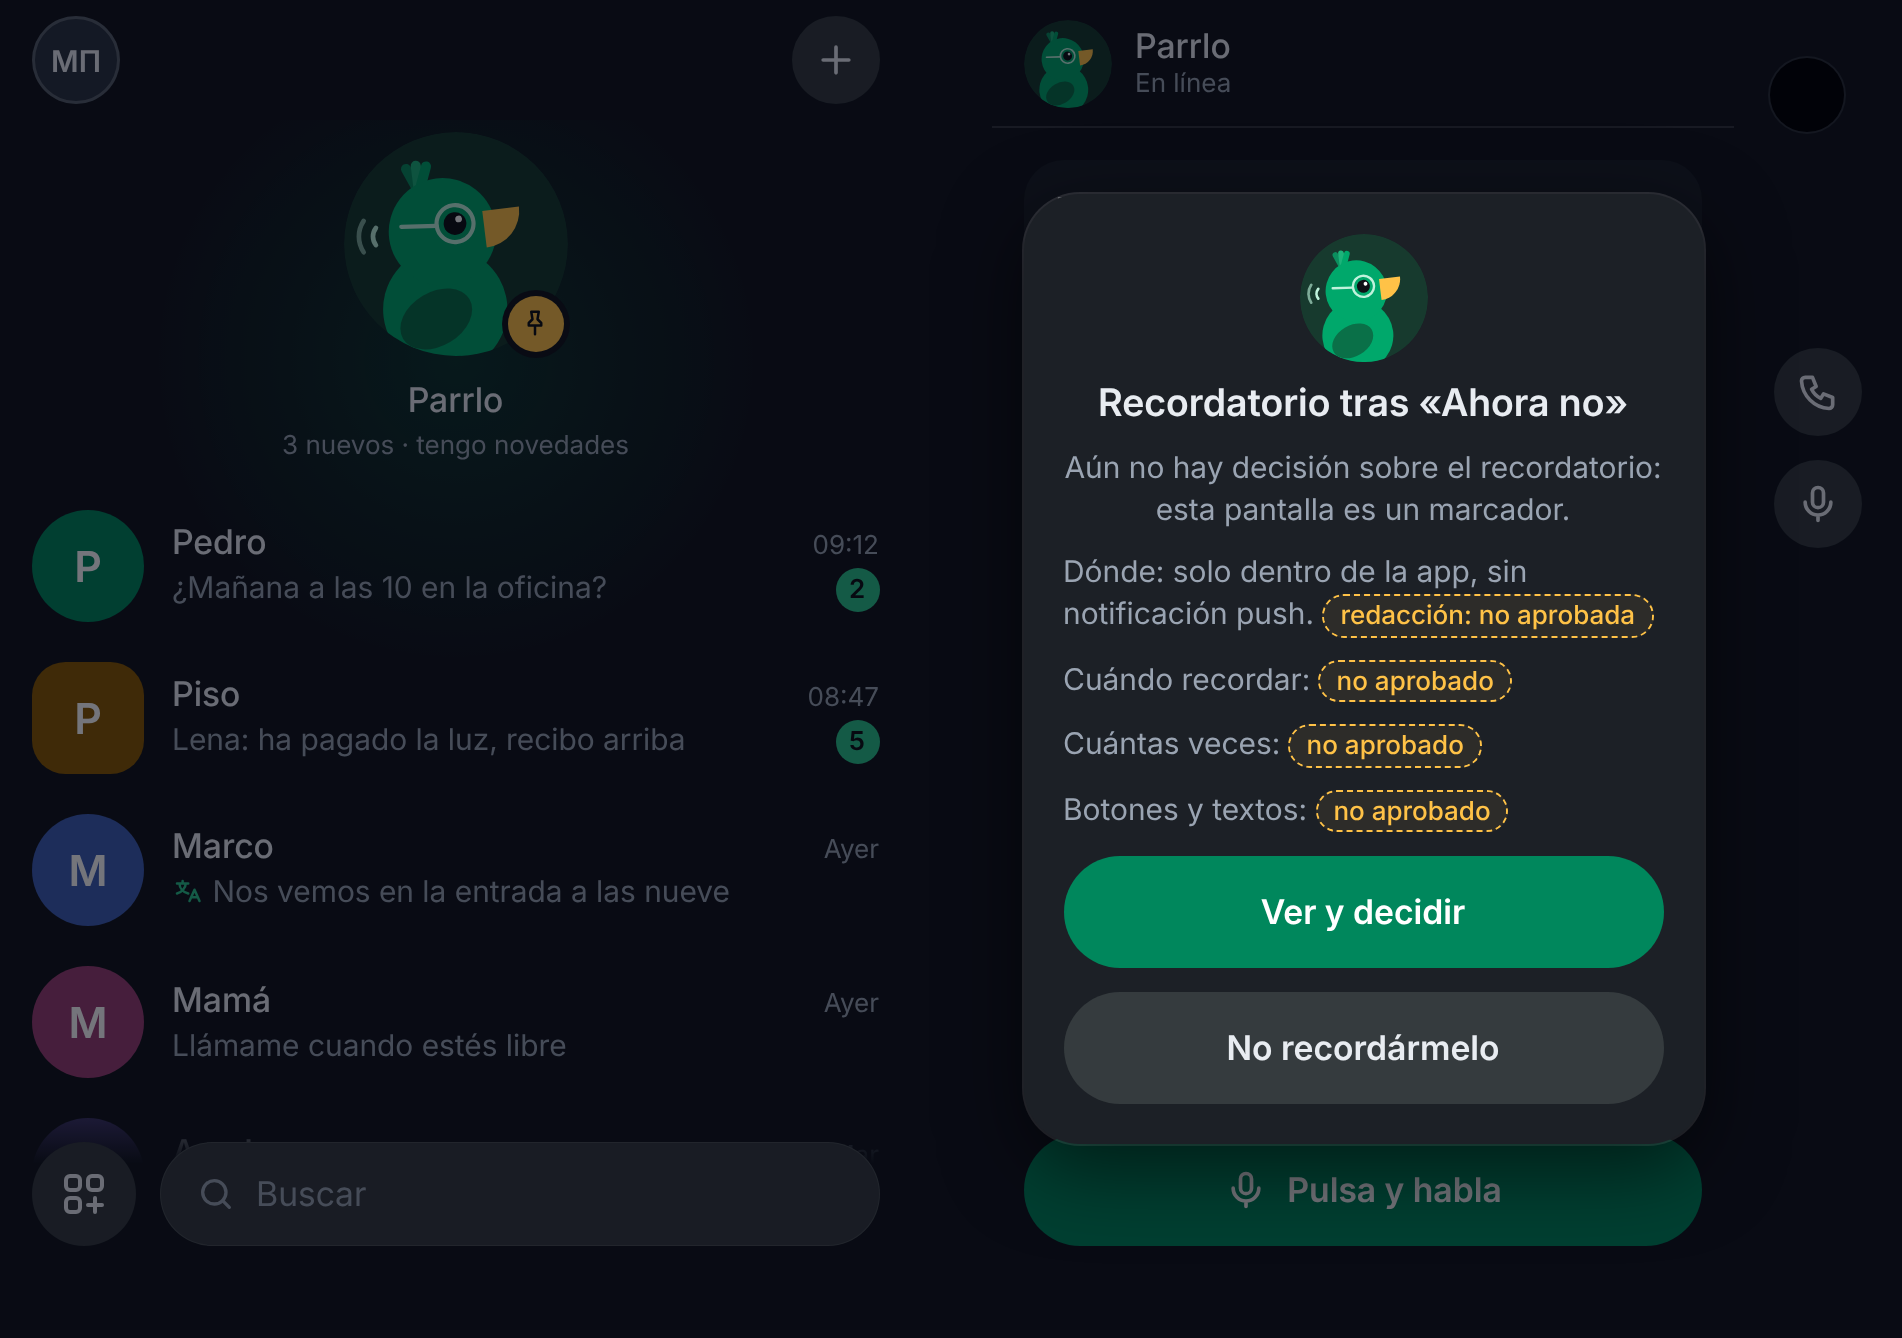 МП
Parrlo
3 nuevos · tengo novedades
P
Pedro
09:12
¿Mañana a las 10 en la oficina?
2
P
Piso
08:47
Lena: ha pagado la luz, recibo arriba
5
M
Marco
Ayer
Nos vemos en la entrada a las nueve
M
Mamá
Ayer
Llámame cuando estés libre
Buscar
Parrlo
En línea
Recordatorio tras «Ahora no»
Aún no hay decisión sobre el recordatorio:
esta pantalla es un marcador.
Dónde: solo dentro de la app, sin
notificación push. redacción: no aprobada
Cuándo recordar: no aprobado
Cuántas veces: no aprobado
Botones y textos: no aprobado
Ver y decidir
No recordármelo
Pulsa y habla